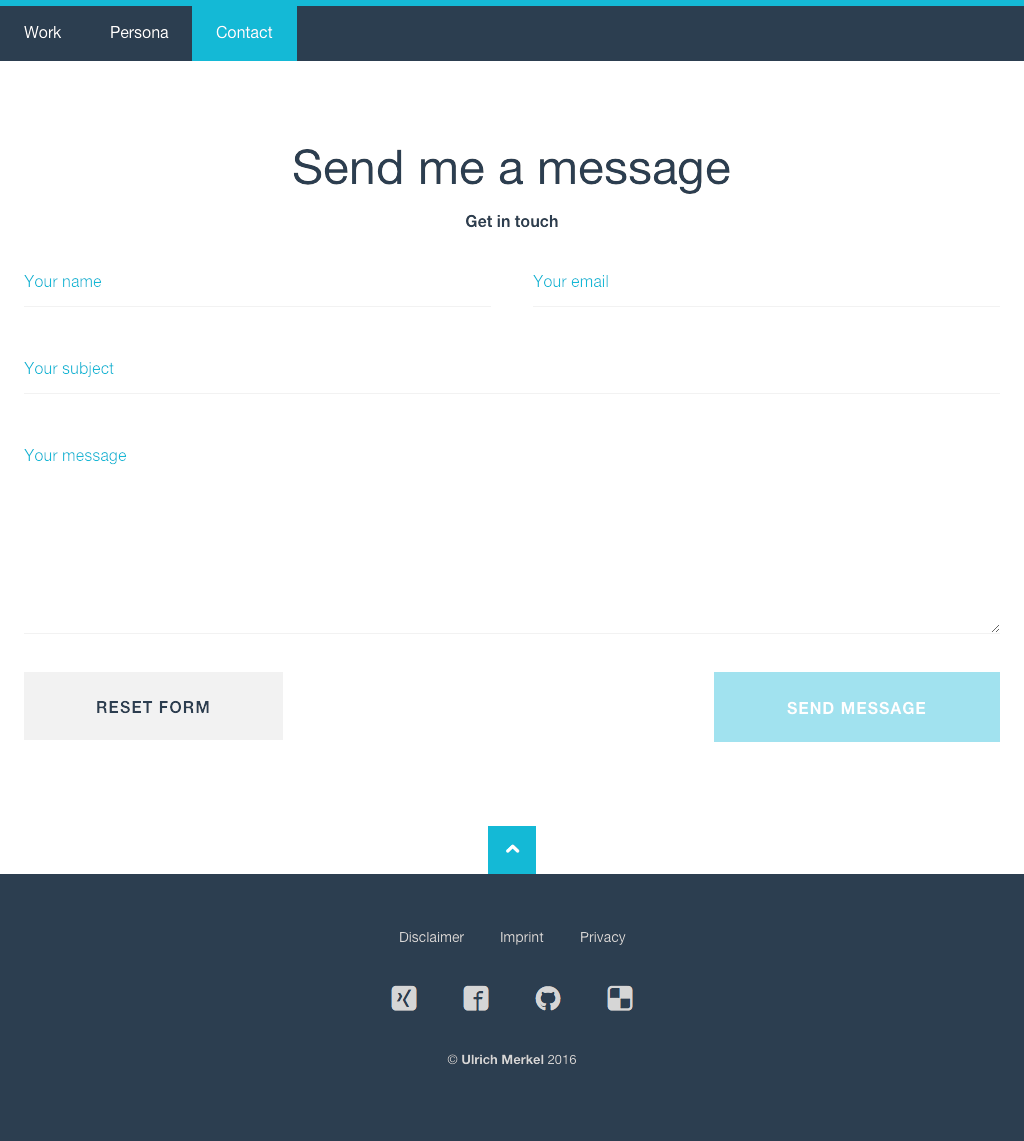 Work Persona Contact
Send me a message
Get in touch
Your name Your email
Your subject
Your message
RESET FORM SEND MESSAGE
Disclaimer Imprint Privacy
© Ulrich Merkel 2016